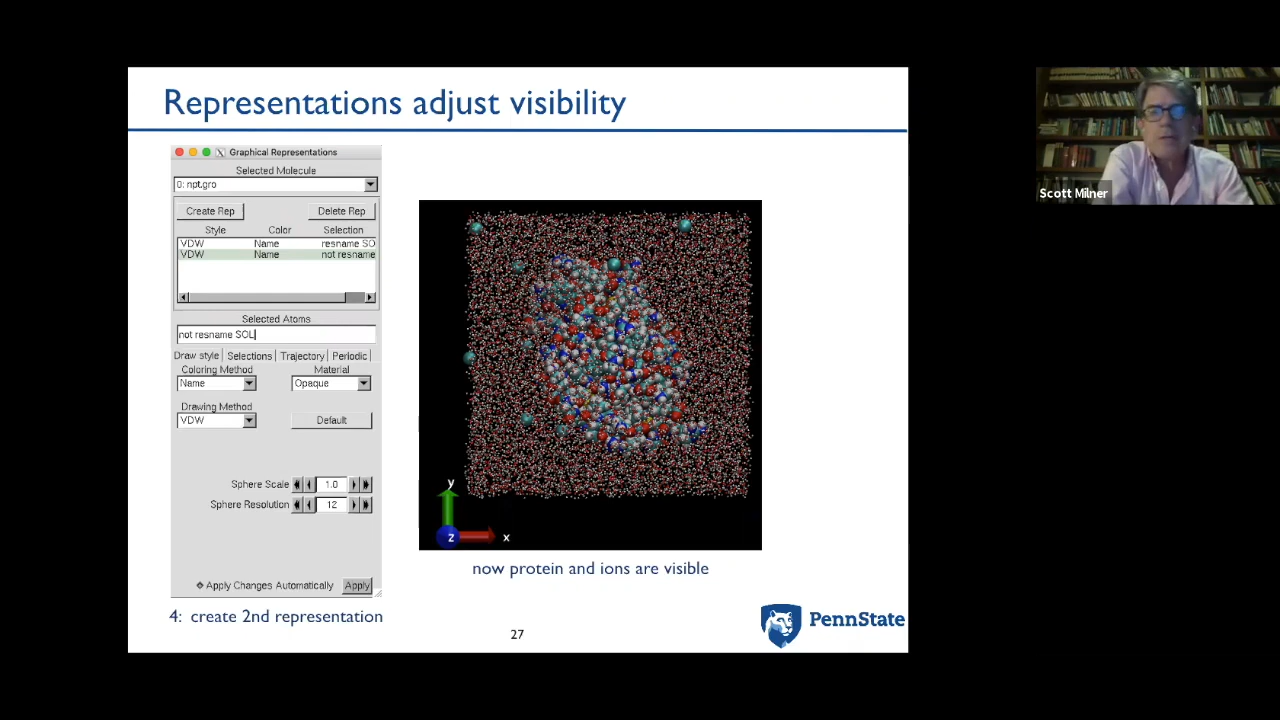 Representations adjust visibility
X Graphical Representations
Selected Molecule
0: npt.gro
Create Rep Delete Rep
Style Color Selection
VDW Name resname SO
VDW Name not resname
Selected Atoms
not resname SOL
Draw style Selections Trajectory Periodic
Coloring Method Material
Name Opaque
Drawing Method
VDW Default
Sphere Scale 1.0
Sphere Resolution 12
Apply Changes Automatically Apply
4: create 2nd representation
y
z x
now protein and ions are visible
27
PennState
Scott Milner